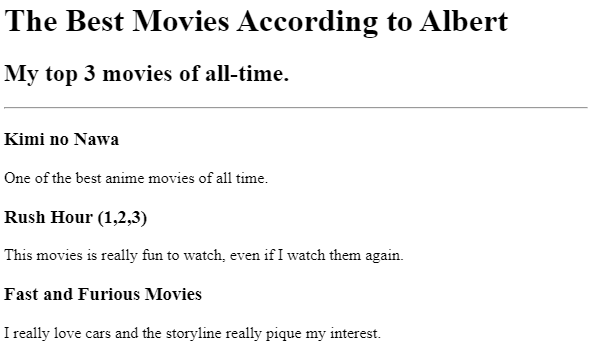 The Best Movies According to Albert
My top 3 movies of all-time.
Kimi no Nawa
One of the best anime movies of all time.
Rush Hour (1,2,3)
This movies is really fun to watch, even if I watch them again.
Fast and Furious Movies
I really love cars and the storyline really pique my interest.